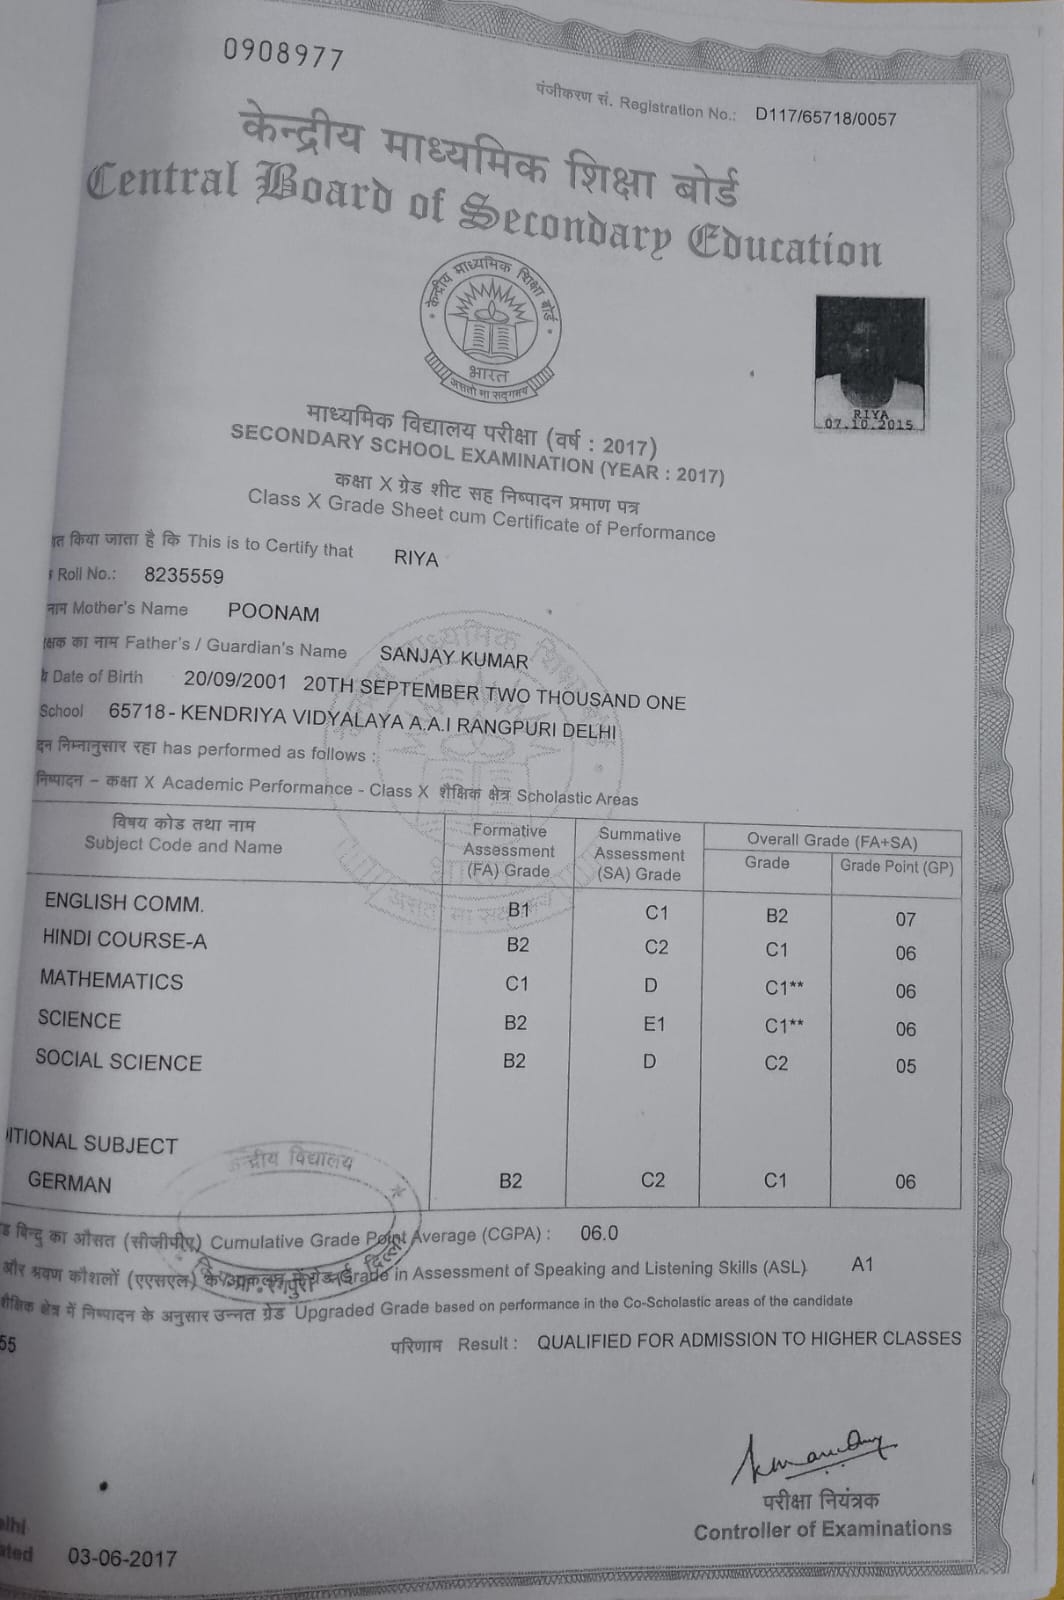 0908977
पंजीकरण सं. Registration No.: D117/65718/0057
केन्द्रीय माध्यमिक शिक्षा बोर्ड
Central Board of Secondary Education
केन्द्रीय माध्यमिक शिक्षा बोर्ड
भारत
असतो मा सद्गमय
RIYA
07.10.2015
माध्यमिक विद्यालय परीक्षा (वर्ष : 2017)
SECONDARY SCHOOL EXAMINATION (YEAR : 2017)
कक्षा X ग्रेड शीट सह निष्पादन प्रमाण पत्र
Class X Grade Sheet cum Certificate of Performance
किया जाता है कि This is to Certify that RIYA
Roll No.: 8235559
नाम Mother's Name POONAM
का नाम Father's / Guardian's Name SANJAY KUMAR
Date of Birth 20/09/2001 20TH SEPTEMBER TWO THOUSAND ONE
School 65718 - KENDRIYA VIDYALAYA A.A.I RANGPURI DELHI
निम्नानुसार रहा has performed as follows :
निष्पादन – कक्षा X Academic Performance - Class X शैक्षिक क्षेत्र Scholastic Areas
विषय कोड तथा नाम Subject Code and Name Formative Assessment (FA) Grade Summative Assessment (SA) Grade Overall Grade (FA+SA)
Grade Grade Point (GP)
ENGLISH COMM. B1 C1 B2 07
HINDI COURSE-A B2 C2 C1 06
MATHEMATICS C1 D C1** 06
SCIENCE B2 E1 C1** 06
SOCIAL SCIENCE B2 D C2 05
ITIONAL SUBJECT
केन्द्रीय विद्यालय
GERMAN B2 C2 C1 06
बिन्दु का औसत (सीजीपीए) Cumulative Grade Point Average (CGPA) : 06.0
और श्रवण कौशलों (एएसएल) के Grade in Assessment of Speaking and Listening Skills (ASL) A1
शैक्षिक क्षेत्र में निष्पादन के अनुसार उन्नत ग्रेड Upgraded Grade based on performance in the Co-Scholastic areas of the candidate
55
परिणाम Result : QUALIFIED FOR ADMISSION TO HIGHER CLASSES
परीक्षा नियंत्रक
Controller of Examinations
elhi
ated 03-06-2017